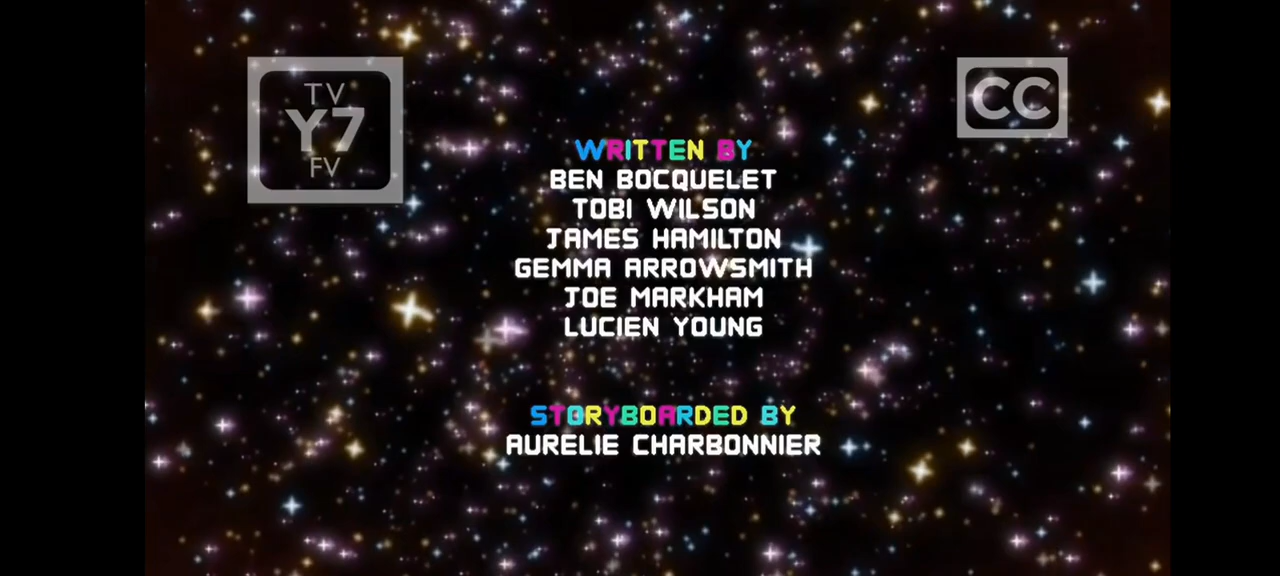 TV
Y7
FV
CC
WRITTEN BY
BEN BOCQUELET
TOBI WILSON
JAMES HAMILTON
GEMMA ARROWSMITH
JOE MARKHAM
LUCIEN YOUNG
STORYBOARDED BY
AURELIE CHARBONNIER